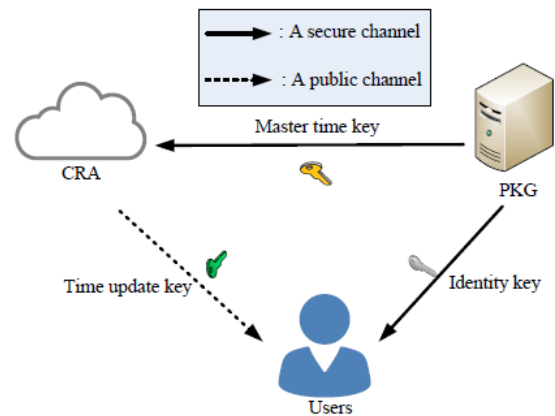 : A secure channel
: A public channel
Master time key
CRA
PKG
Time update key
Identity key
Users